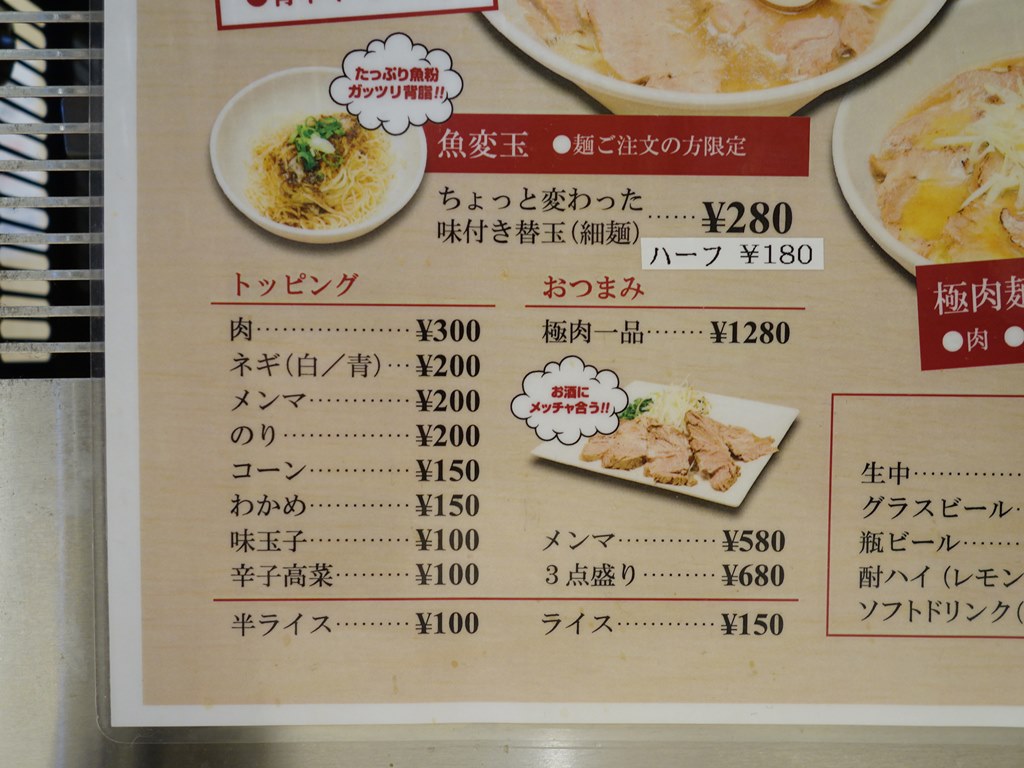 たっぷり魚粉
ガッツリ背脂!!
魚変玉 ●麺ご注文の方限定
ちょっと変わった
味付き替玉(細麺)……¥280
ハーフ ¥180
トッピング
肉………………¥300
ネギ(白／青)…¥200
メンマ…………¥200
のり……………¥200
コーン…………¥150
わかめ…………¥150
味玉子…………¥100
辛子高菜………¥100
半ライス………¥100
おつまみ
極肉一品……¥1280
お酒に
メッチャ合う!!
メンマ…………¥580
３点盛り………¥680
ライス…………¥150
極肉麺
●肉 ●
生中…………
グラスビール…
瓶ビール……
酎ハイ(レモン
ソフトドリンク(